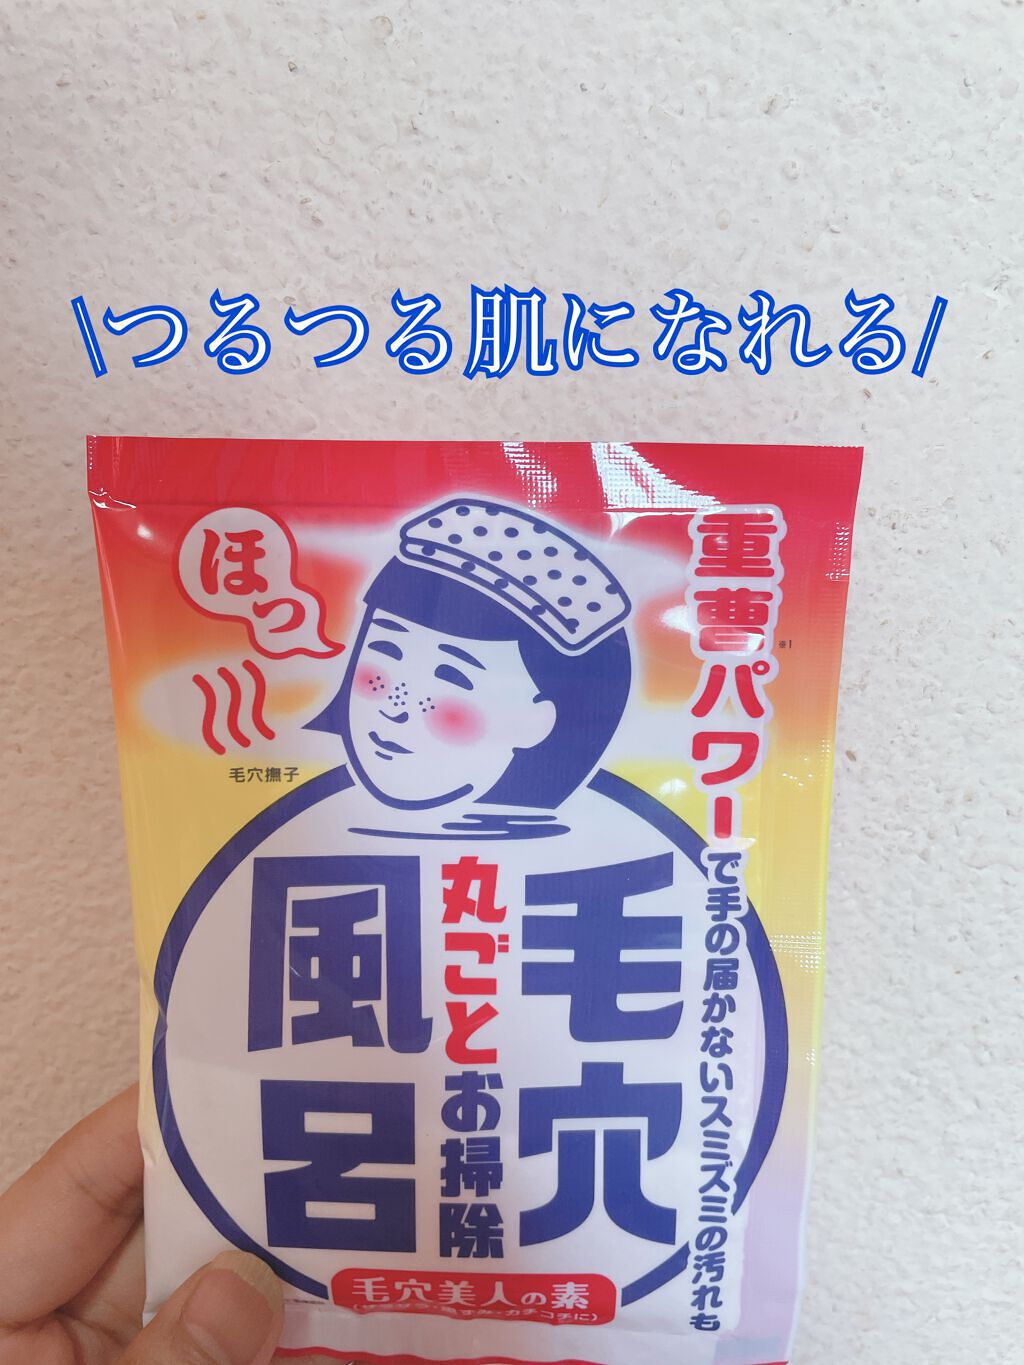 \つるつる肌になれる/
ほっ
毛穴撫子
重曹パワーで手の届かないスミズミの汚れも
※1
毛穴
丸ごとお掃除
風呂
毛穴美人の素